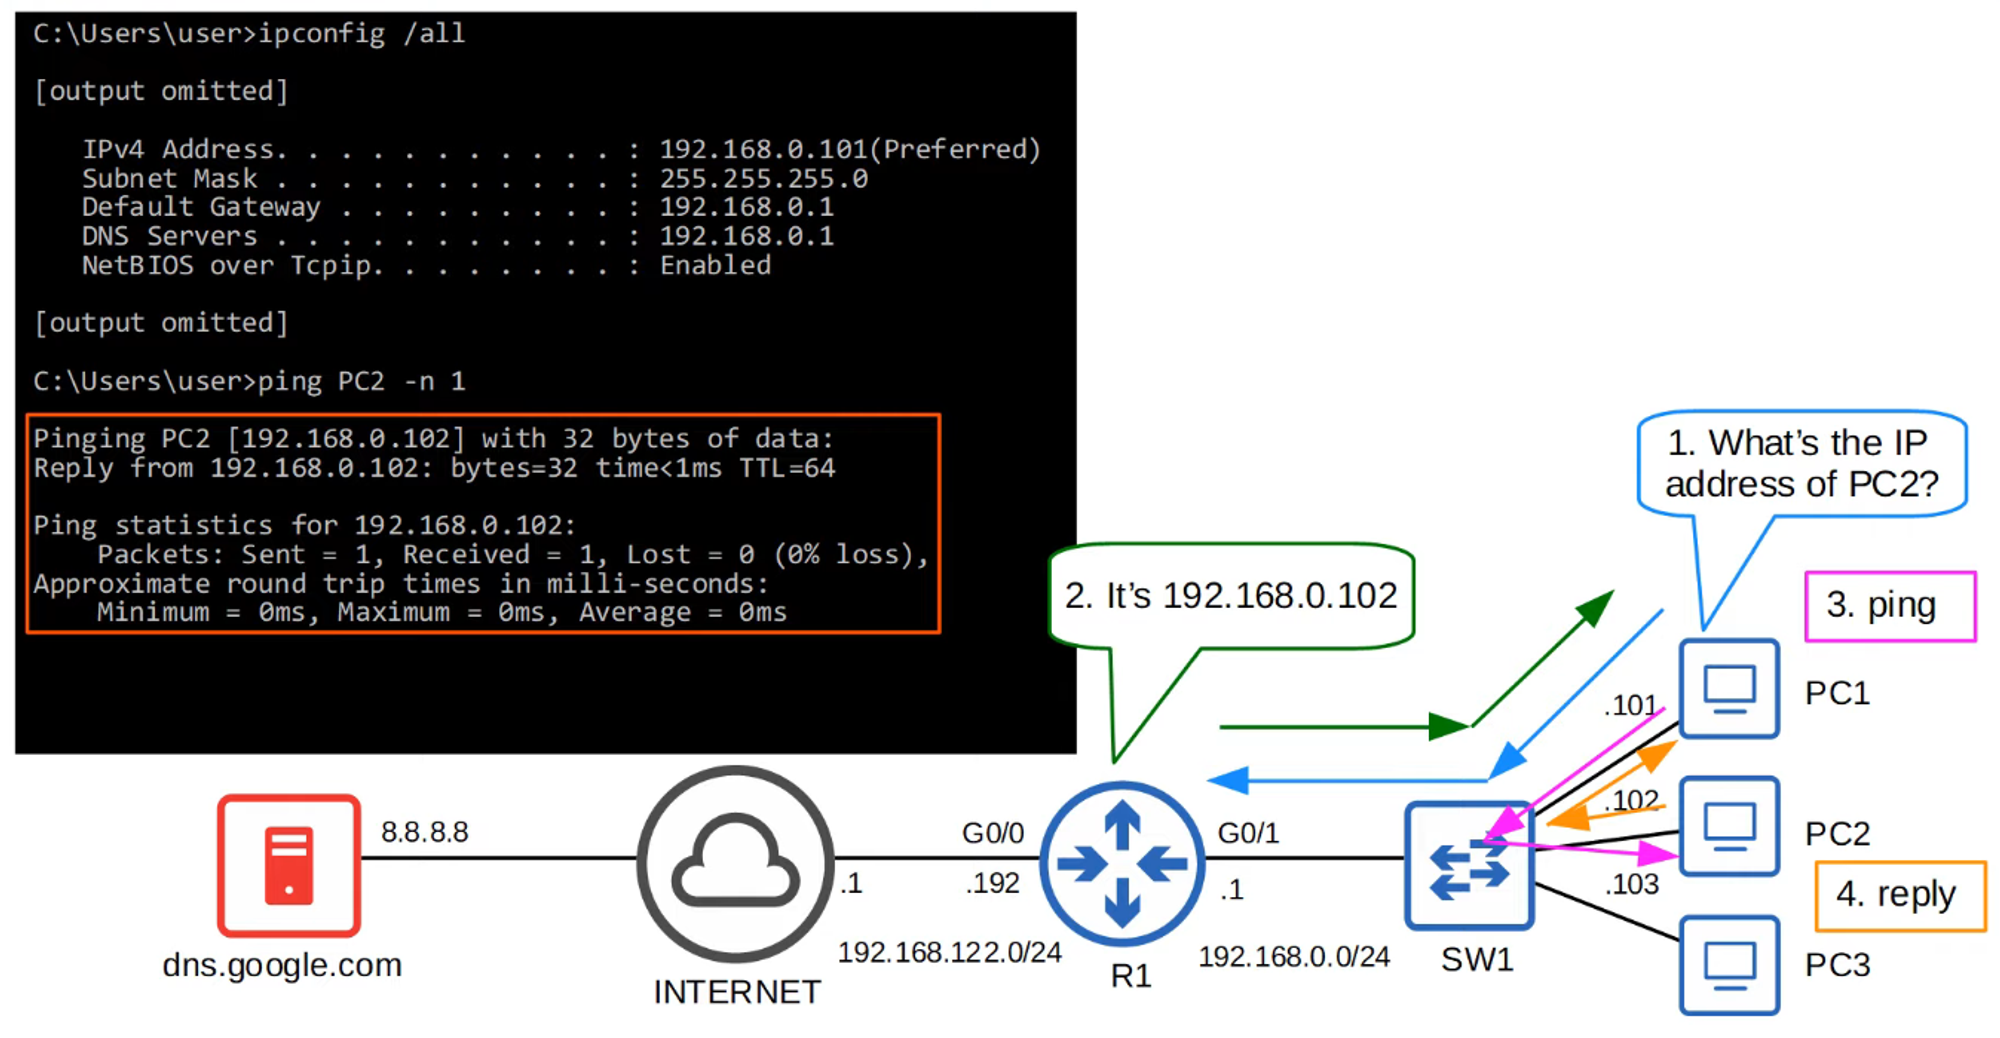 C:\Users\user>ipconfig /all
[output omitted]
IPv4 Address. . . . . . . . . . . : 192.168.0.101(Preferred)
Subnet Mask . . . . . . . . . . . : 255.255.255.0
Default Gateway . . . . . . . . . : 192.168.0.1
DNS Servers . . . . . . . . . . . : 192.168.0.1
NetBIOS over Tcpip. . . . . . . . : Enabled
[output omitted]
C:\Users\user>ping PC2 -n 1
Pinging PC2 [192.168.0.102] with 32 bytes of data:
Reply from 192.168.0.102: bytes=32 time<1ms TTL=64
Ping statistics for 192.168.0.102:
Packets: Sent = 1, Received = 1, Lost = 0 (0% loss),
Approximate round trip times in milli-seconds:
Minimum = 0ms, Maximum = 0ms, Average = 0ms
1. What's the IP
address of PC2?
2. It's 192.168.0.102
3. ping
.101
PC1
.102
PC2
.103
4. reply
PC3
8.8.8.8
dns.google.com
INTERNET
.1
G0/0
.192
192.168.122.0/24
R1
G0/1
.1
192.168.0.0/24
SW1